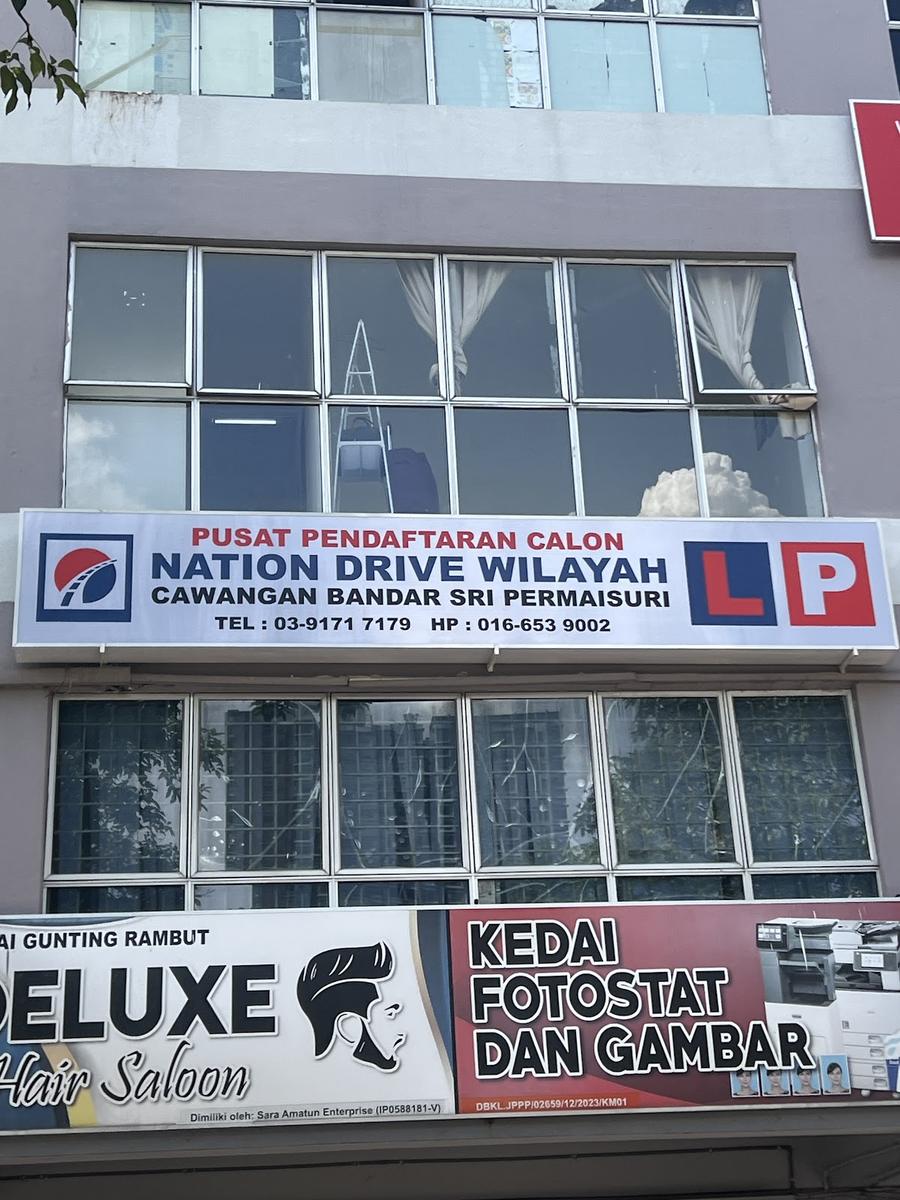 PUSAT PENDAFTARAN CALON
NATION DRIVE WILAYAH
CAWANGAN BANDAR SRI PERMAISURI
TEL : 03-9171 7179 HP : 016-653 9002
L P
AI GUNTING RAMBUT
DELUXE
Hair Saloon
Dimiliki oleh: Sara Amatun Enterprise (IP0588181-V)
KEDAI
FOTOSTAT
DAN GAMBAR
DBKL.JPPP/02659/12/2023/KM01